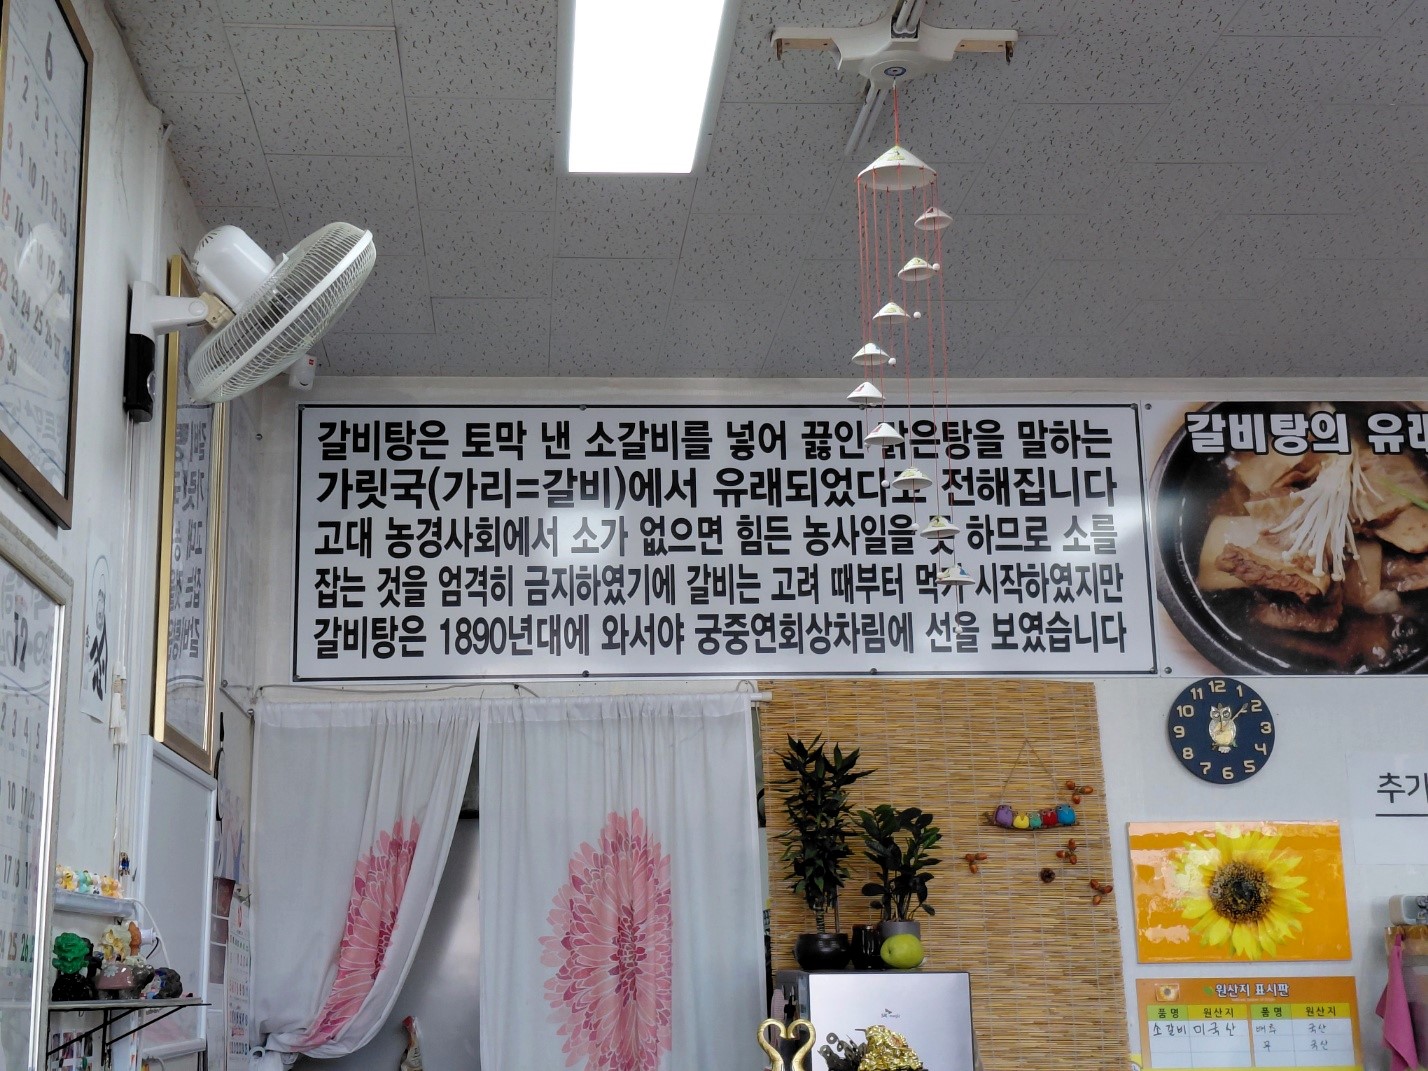 갈비탕은 토막 낸 소갈비를 넣어 끓인 맑은탕을 말하는
가릿국(가리=갈비)에서 유래되었다고 전해집니다
고대 농경사회에서 소가 없으면 힘든 농사일을 못 하므로 소를
잡는 것을 엄격히 금지하였기에 갈비는 고려 때부터 먹기 시작하였지만
갈비탕은 1890년대에 와서야 궁중연회상차림에 선을 보였습니다
갈비탕의
추가
원산지 표시판
품명 원산지 품명 원산지
소갈비 미국산 배추 국산
무 국산